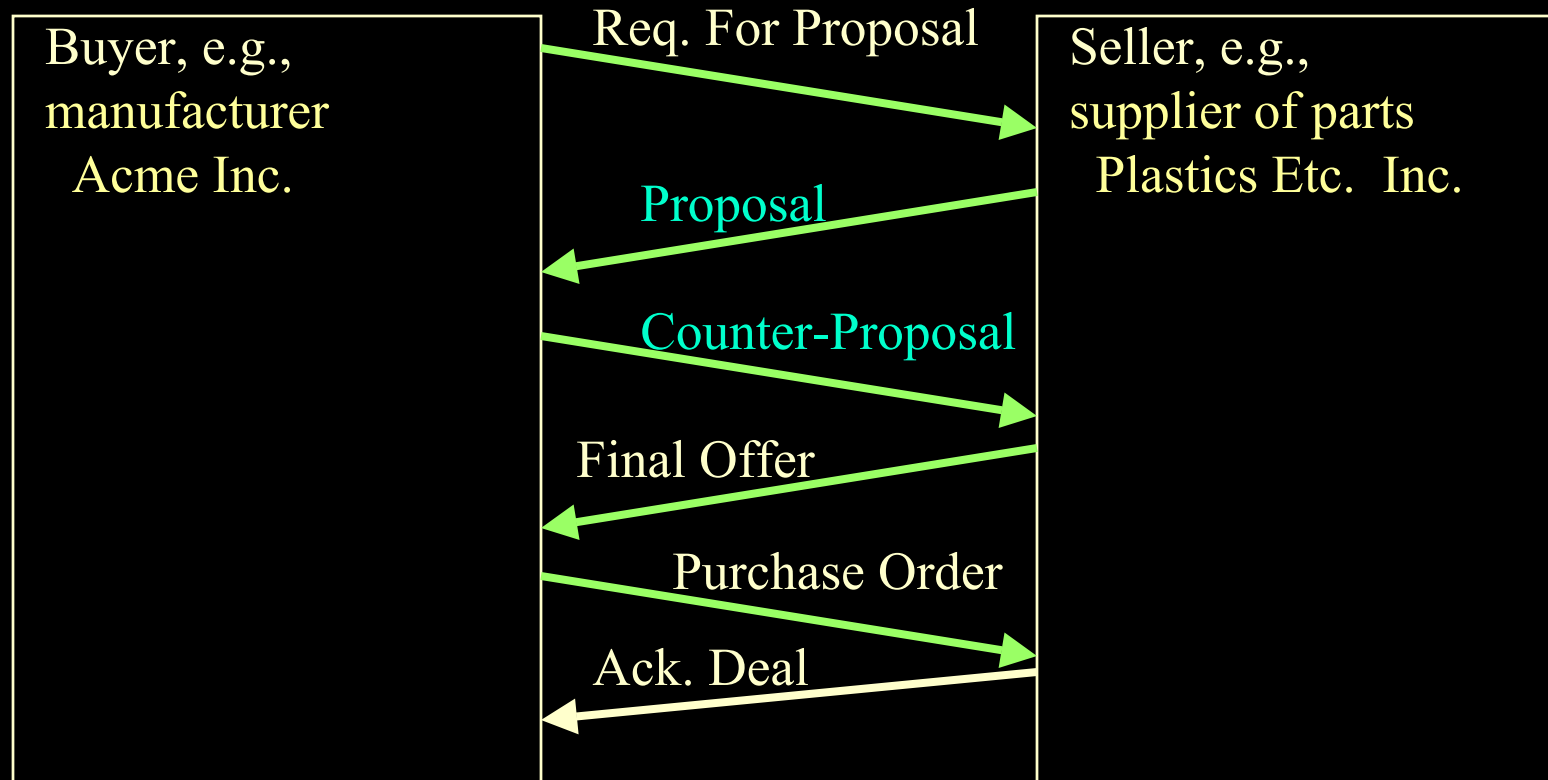 Buyer, e.g.,
manufacturer
Acme Inc.
Req. For Proposal
Proposal
Counter-Proposal
Final Offer
Purchase Order
Ack. Deal
Seller, e.g.,
supplier of parts
Plastics Etc.  Inc.